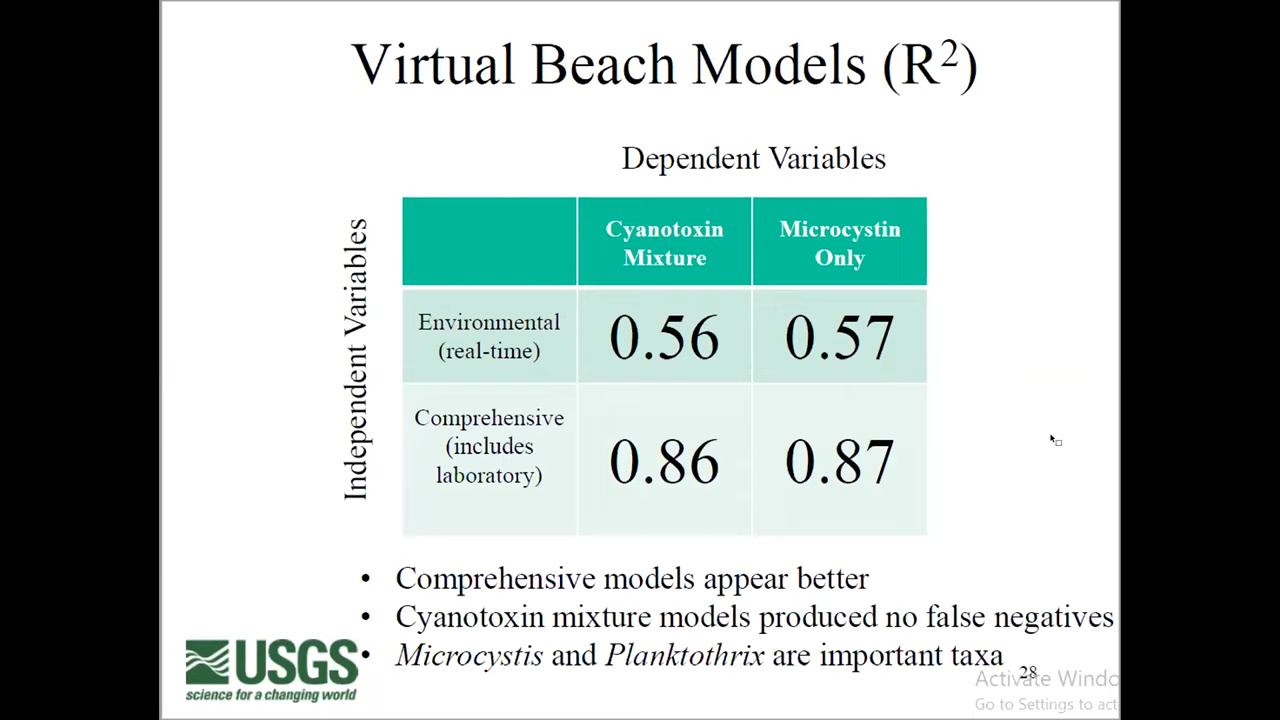 Virtual Beach Models (R²)
Dependent Variables
Independent Variables
Cyanotoxin
Mixture
Microcystin
Only
Environmental
(real-time)
0.56
0.57
Comprehensive
(includes
laboratory)
0.86
0.87
• Comprehensive models appear better
• Cyanotoxin mixture models produced no false negatives
• Microcystis and Planktothrix are important taxa
USGS
science for a changing world
28
Activate Windo
Go to Settings to act